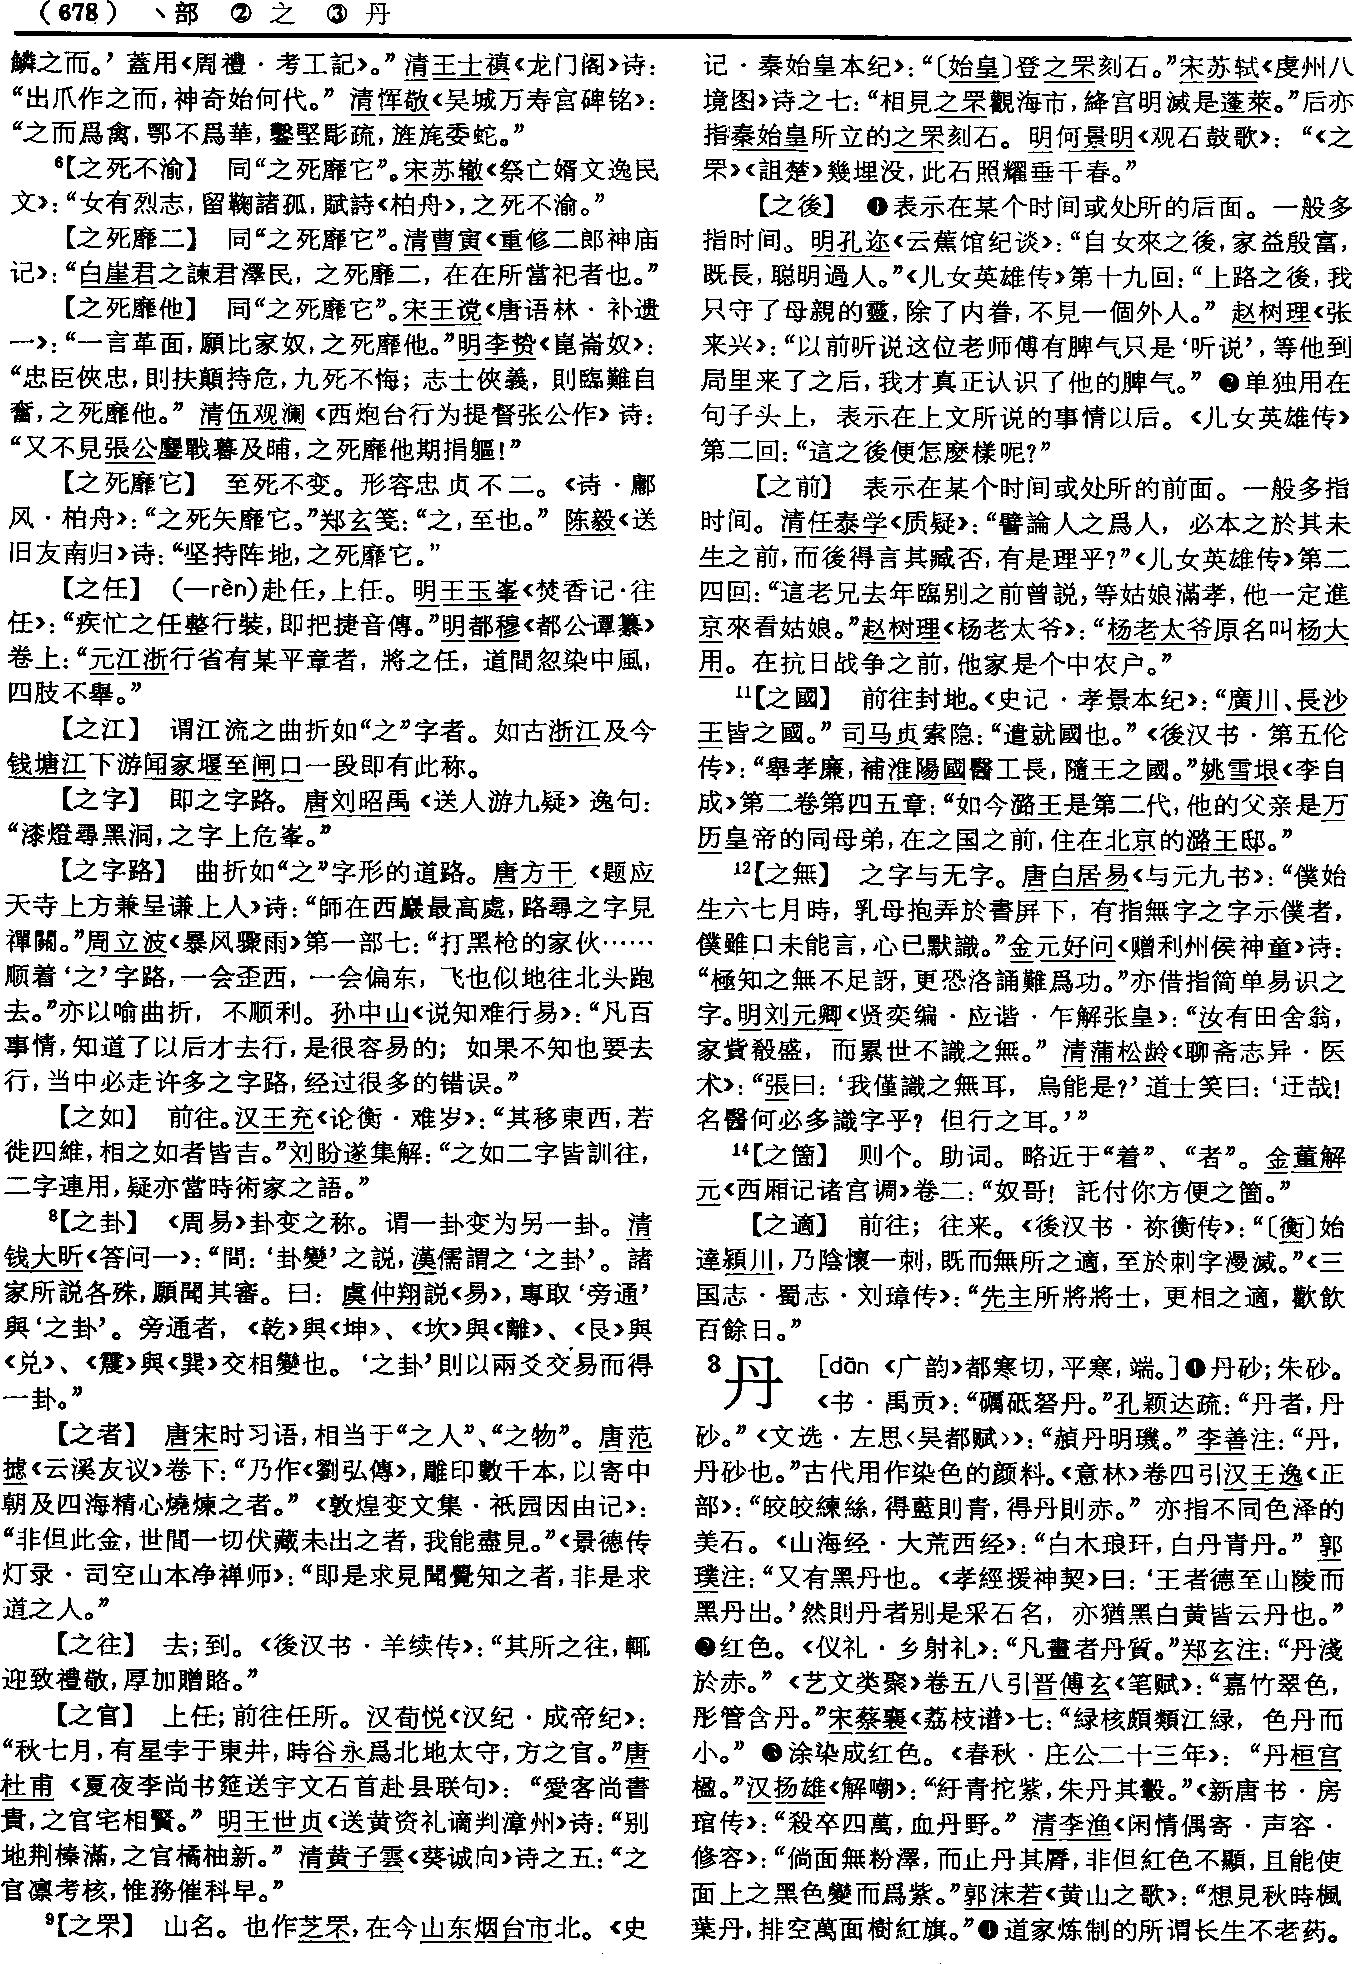 （678）　丶部　②　之　③　丹
鱗之而。’蓋用《周禮·考工記》。”清王士禛《龙门阁》诗：
“出爪作之而，神奇始何代。”清恽敬《吴城万寿宫碑铭》：
“之而爲禽，鄂不爲華，鑿堅彫疏，旌旄委蛇。”
⁶【之死不渝】　同“之死靡它”。宋苏辙《祭亡婿文逸民
文》：“女有烈志，留鞠諸孤，賦詩《柏舟》，之死不渝。”
【之死靡二】　同“之死靡它”。清曹寅《重修二郎神庙
记》：“白崖君之諫君澤民，之死靡二，在在所當祀者也。”
【之死靡他】　同“之死靡它”。宋王谠《唐语林·补遗
一》：“一言革面，願比家奴，之死靡他。”明李贽《崑崙奴》：
“忠臣俠忠，則扶顛持危，九死不悔；志士俠義，則臨難自
奮，之死靡他。”清伍观澜《西炮台行为提督张公作》诗：
“又不見張公鏖戰暮及晡，之死靡他期捐軀！”
【之死靡它】　至死不变。形容忠贞不二。《诗·鄘
风·柏舟》：“之死矢靡它。”郑玄笺：“之，至也。”陈毅《送
旧友南归》诗：“坚持阵地，之死靡它。”
【之任】　（—rèn）赴任，上任。明王玉峯《焚香记·往
任》：“疾忙之任整行裝，即把捷音傳。”明都穆《都公谭纂》
卷上：“元江浙行省有某平章者，將之任，道間忽染中風，
四肢不舉。”
【之江】　谓江流之曲折如“之”字者。如古浙江及今
钱塘江下游闻家堰至闸口一段即有此称。
【之字】　即之字路。唐刘昭禹《送人游九疑》逸句：
“漆燈尋黑洞，之字上危峯。”
【之字路】　曲折如“之”字形的道路。唐方干《题应
天寺上方兼呈谦上人》诗：“師在西巖最高處，路尋之字見
禪關。”周立波《暴风骤雨》第一部七：“打黑枪的家伙……
顺着‘之’字路，一会歪西，一会偏东，飞也似地往北头跑
去。”亦以喻曲折，不顺利。孙中山《说知难行易》：“凡百
事情，知道了以后才去行，是很容易的；如果不知也要去
行，当中必走许多之字路，经过很多的错误。”
【之如】　前往。汉王充《论衡·难岁》：“其移東西，若
徙四維，相之如者皆吉。”刘盼遂集解：“之如二字皆訓往，
二字連用，疑亦當時術家之語。”
⁸【之卦】　《周易》卦变之称。谓一卦变为另一卦。清
钱大昕《答问一》：“問：‘卦變’之説，漢儒謂之‘之卦’。諸
家所説各殊，願聞其審。曰：虞仲翔説《易》，專取‘旁通’
與‘之卦’。旁通者，《乾》與《坤》、《坎》與《離》、《艮》與
《兑》、《震》與《巽》交相變也。‘之卦’則以兩爻交易而得
一卦。”
【之者】　唐宋时习语，相当于“之人”、“之物”。唐范
摅《云溪友议》卷下：“乃作《劉弘傳》，雕印數千本，以寄中
朝及四海精心燒煉之者。”《敦煌变文集·祇园因由记》：
“非但此金，世間一切伏藏未出之者，我能盡見。”《景德传
灯录·司空山本净禅师》：“即是求見聞覺知之者，非是求
道之人。”
【之往】　去；到。《後汉书·羊续传》：“其所之往，輒
迎致禮敬，厚加贈賂。”
【之官】　上任；前往任所。汉荀悦《汉纪·成帝纪》：
“秋七月，有星孛于東井，時谷永爲北地太守，方之官。”唐
杜甫《夏夜李尚书筵送宇文石首赴县联句》：“愛客尚書
貴，之官宅相賢。”明王世贞《送黄资礼谪判漳州》诗：“别
地荆榛滿，之官橘柚新。”清黄子雲《葵诚向》诗之五：“之
官凛考核，惟務催科早。”
⁹【之罘】　山名。也作芝罘，在今山东烟台市北。《史
记·秦始皇本纪》：“〔始皇〕登之罘刻石。”宋苏轼《虔州八
境图》诗之七：“相見之罘觀海市，絳宫明滅是蓬萊。”后亦
指秦始皇所立的之罘刻石。明何景明《观石鼓歌》：“《之
罘》《詛楚》幾埋没，此石照耀垂千春。”
【之後】　❶表示在某个时间或处所的后面。一般多
指时间。明孔迩《云蕉馆纪谈》：“自女來之後，家益殷富，
既長，聪明過人。”《儿女英雄传》第十九回：“上路之後，我
只守了母親的靈，除了内眷，不見一個外人。”赵树理《张
来兴》：“以前听说这位老师傅有脾气只是‘听说’，等他到
局里来了之后，我才真正认识了他的脾气。”❷单独用在
句子头上，表示在上文所说的事情以后。《儿女英雄传》
第二回：“這之後便怎麽樣呢？”
【之前】　表示在某个时间或处所的前面。一般多指
时间。清任泰学《质疑》：“譬論人之爲人，必本之於其未
生之前，而後得言其臧否，有是理乎？”《儿女英雄传》第二
四回：“這老兄去年臨别之前曾説，等姑娘滿孝，他一定進
京來看姑娘。”赵树理《杨老太爷》：“杨老太爷原名叫杨大
用。在抗日战争之前，他家是个中农户。”
¹¹【之國】　前往封地。《史记·孝景本纪》：“廣川、長沙
王皆之國。”司马贞索隐：“遣就國也。”《後汉书·第五伦
传》：“舉孝廉，補淮陽國醫工長，隨王之國。”姚雪垠《李自
成》第二卷第四五章：“如今潞王是第二代，他的父亲是万
历皇帝的同母弟，在之国之前，住在北京的潞王邸。”
¹²【之無】　之字与无字。唐白居易《与元九书》：“僕始
生六七月時，乳母抱弄於書屏下，有指無字之字示僕者，
僕雖口未能言，心已默識。”金元好问《赠利州侯神童》诗：
“極知之無不足訝，更恐洛誦難爲功。”亦借指简单易识之
字。明刘元卿《贤奕编·应谐·乍解张皇》：“汝有田舍翁，
家貲殷盛，而累世不識之無。”清蒲松龄《聊斋志异·医
术》：“張曰：‘我僅識之無耳，烏能是？’道士笑曰：‘迂哉！
名醫何必多識字乎？但行之耳。’”
¹⁴【之箇】　则个。助词。略近于“着”、“者”。金董解
元《西厢记诸宫调》卷二：“奴哥！託付你方便之箇。”
【之適】　前往；往来。《後汉书·祢衡传》：“〔衡〕始
達潁川，乃陰懷一刺，既而無所之適，至於刺字漫滅。”《三
国志·蜀志·刘璋传》：“先主所將將士，更相之適，歡飲
百餘日。”
³丹　［dān《广韵》都寒切，平寒，端。］❶丹砂；朱砂。
《书·禹贡》：“礪砥砮丹。”孔颖达疏：“丹者，丹
砂。”《文选·左思〈吴都赋〉》：“赬丹明璣。”李善注：“丹，
丹砂也。”古代用作染色的颜料。《意林》卷四引汉王逸《正
部》：“皎皎練絲，得藍則青，得丹則赤。”亦指不同色泽的
美石。《山海经·大荒西经》：“白木琅玕，白丹青丹。”郭
璞注：“又有黑丹也。《孝經援神契》曰：‘王者德至山陵而
黑丹出。’然則丹者别是采石名，亦猶黑白黄皆云丹也。”
❷红色。《仪礼·乡射礼》：“凡畫者丹質。”郑玄注：“丹淺
於赤。”《艺文类聚》卷五八引晋傅玄《笔赋》：“嘉竹翠色，
彤管含丹。”宋蔡襄《荔枝谱》七：“緑核頗類江緑，色丹而
小。”❸涂染成红色。《春秋·庄公二十三年》：“丹桓宫
楹。”汉扬雄《解嘲》：“紆青拕紫，朱丹其轂。”《新唐书·房
琯传》：“殺卒四萬，血丹野。”清李渔《闲情偶寄·声容·
修容》：“倘面無粉澤，而止丹其脣，非但紅色不顯，且能使
面上之黑色變而爲紫。”郭沫若《黄山之歌》：“想見秋時楓
葉丹，排空萬面樹紅旗。”❹道家炼制的所谓长生不老药。